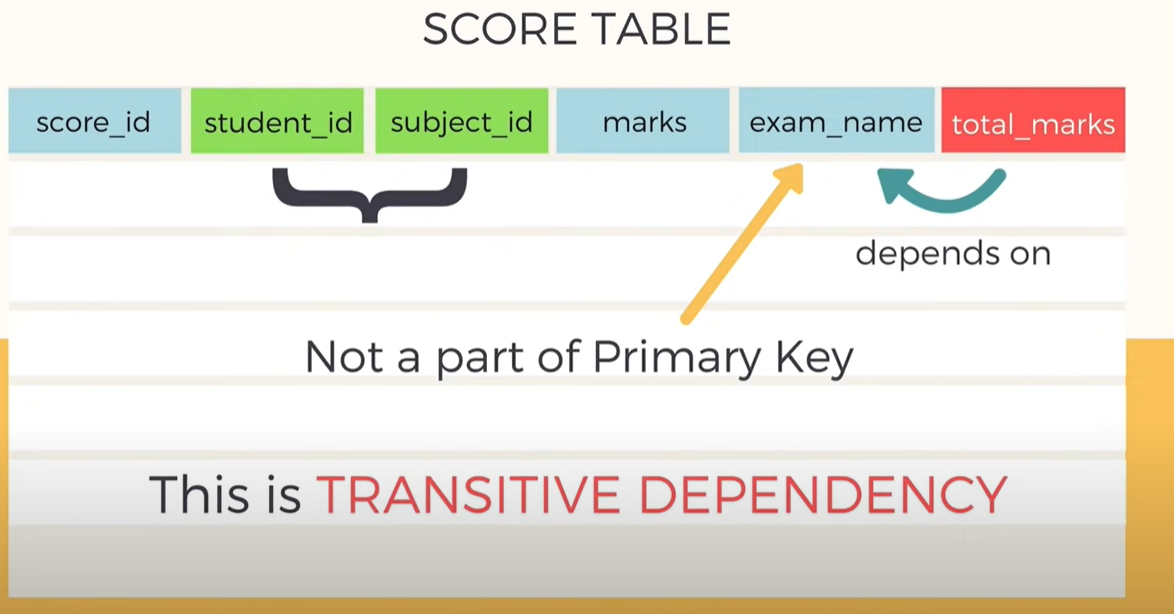 SCORE TABLE
score_id student_id subject_id marks exam_name total_marks
depends on
Not a part of Primary Key
This is TRANSITIVE DEPENDENCY